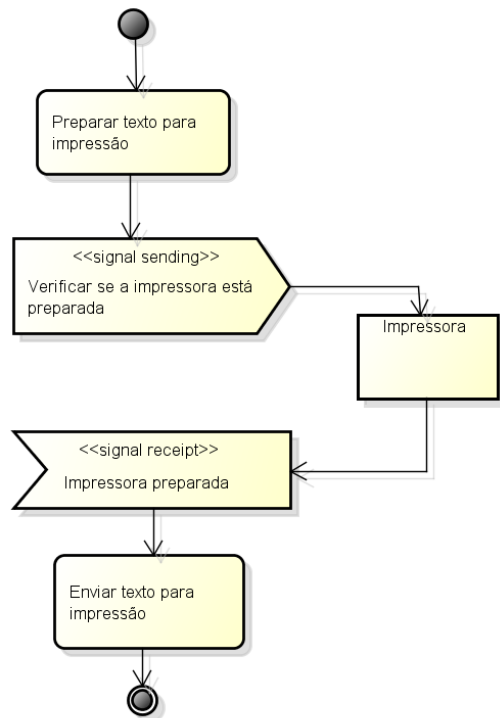 Preparar texto para
impressão
<<signal sending>>
Verificar se a impressora está
preparada
Impressora
<<signal receipt>>
Impressora preparada
Enviar texto para
impressão